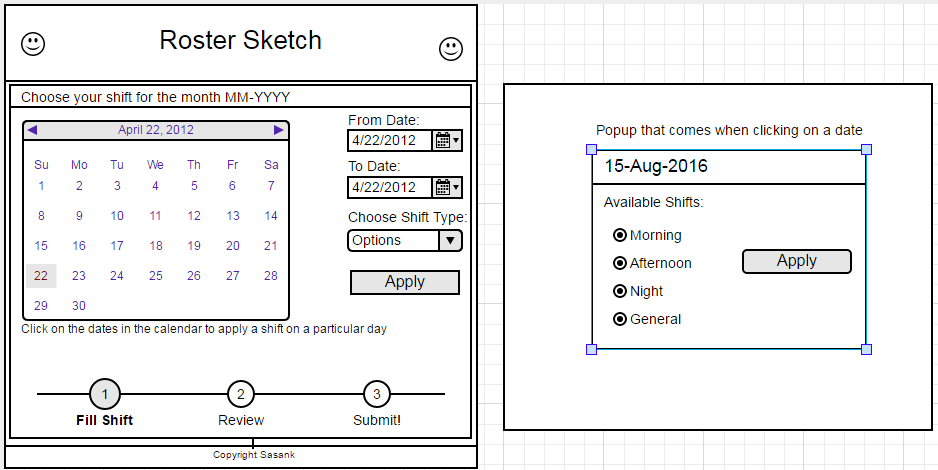 Roster Sketch
Choose your shift for the month MM-YYYY
April 22, 2012
Su Mo Tu We Th Fr Sa
1 2 3 4 5 6 7
8 9 10 11 12 13 14
15 16 17 18 19 20 21
22 23 24 25 26 27 28
29 30
Click on the dates in the calendar to apply a shift on a particular day
From Date:
4/22/2012
To Date:
4/22/2012
Choose Shift Type:
Options
Apply
1 2 3
Fill Shift Review Submit!
Copyright Sasank
Popup that comes when clicking on a date
15-Aug-2016
Available Shifts:
Morning
Afternoon
Night
General
Apply